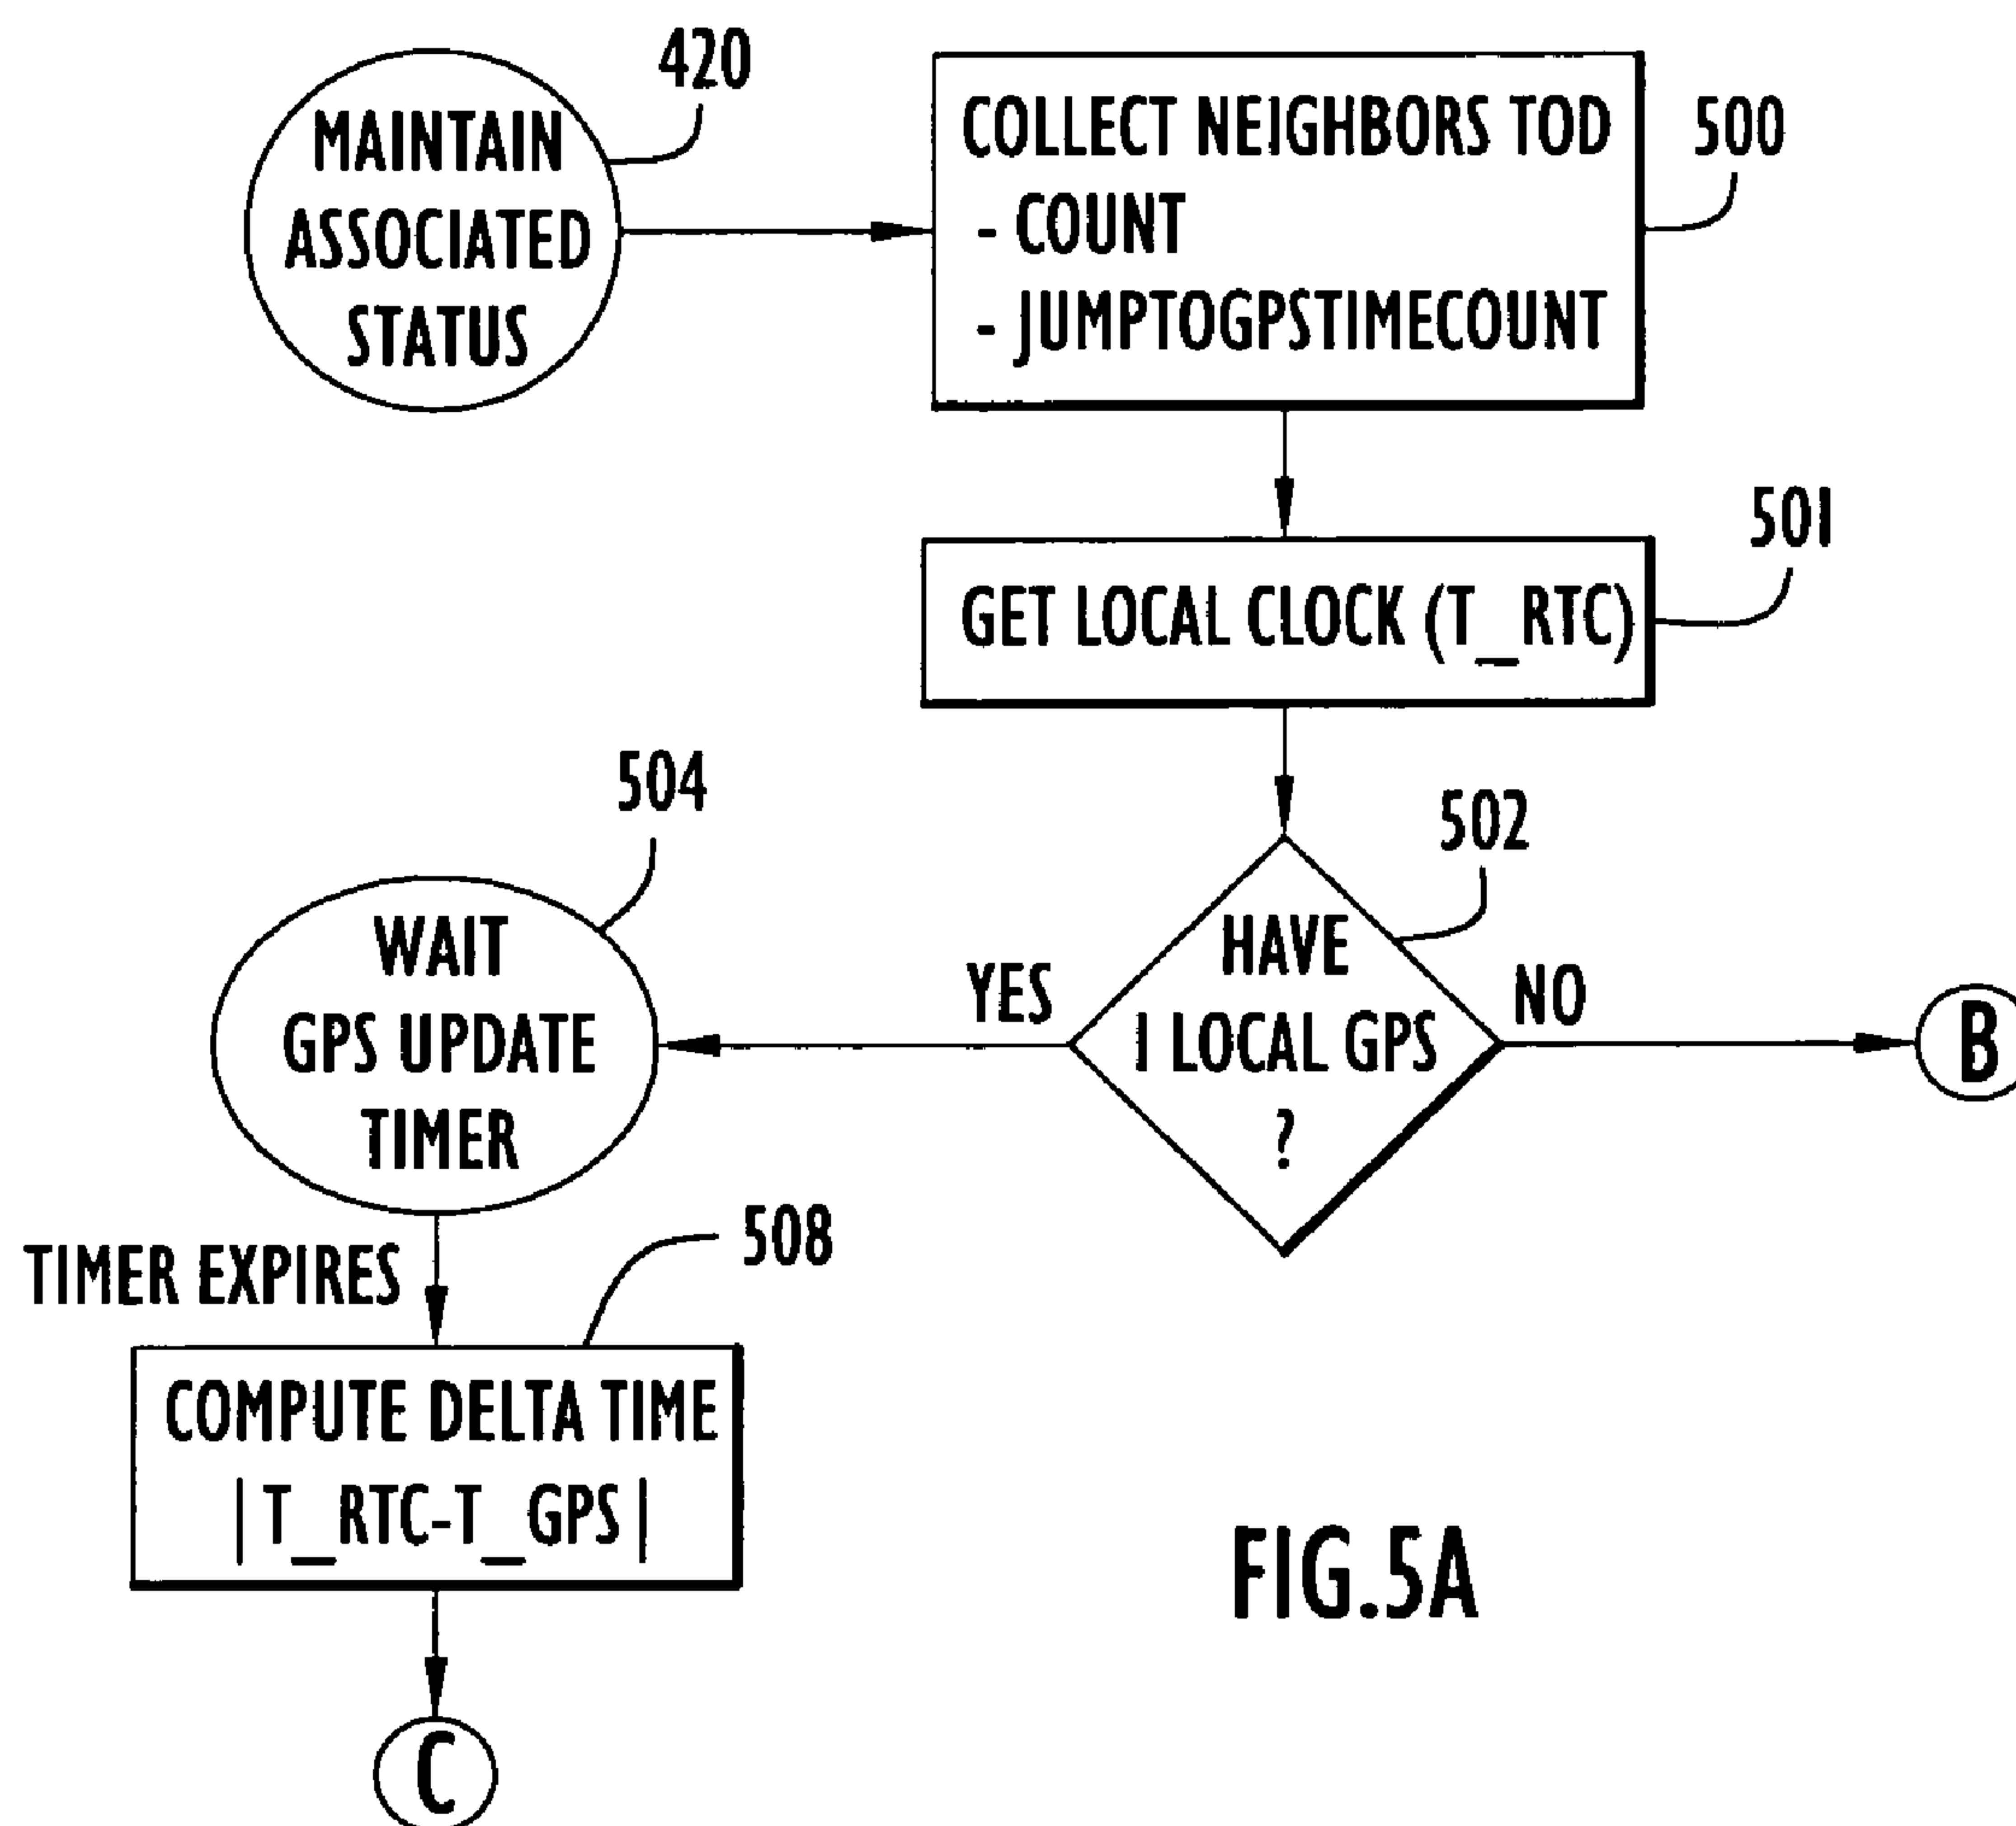 420
MAINTAIN
ASSOCIATED
STATUS
500
COLLECT NEIGHBORS TOD
- COUNT
- JUMPTOGPSTIMECOUNT
501
GET LOCAL CLOCK (T_RTC)
502
HAVE
I LOCAL GPS
?
YES
NO
B
504
WAIT
GPS UPDATE
TIMER
TIMER EXPIRES
508
COMPUTE DELTA TIME
|T_RTC-T_GPS|
C
FIG.5A